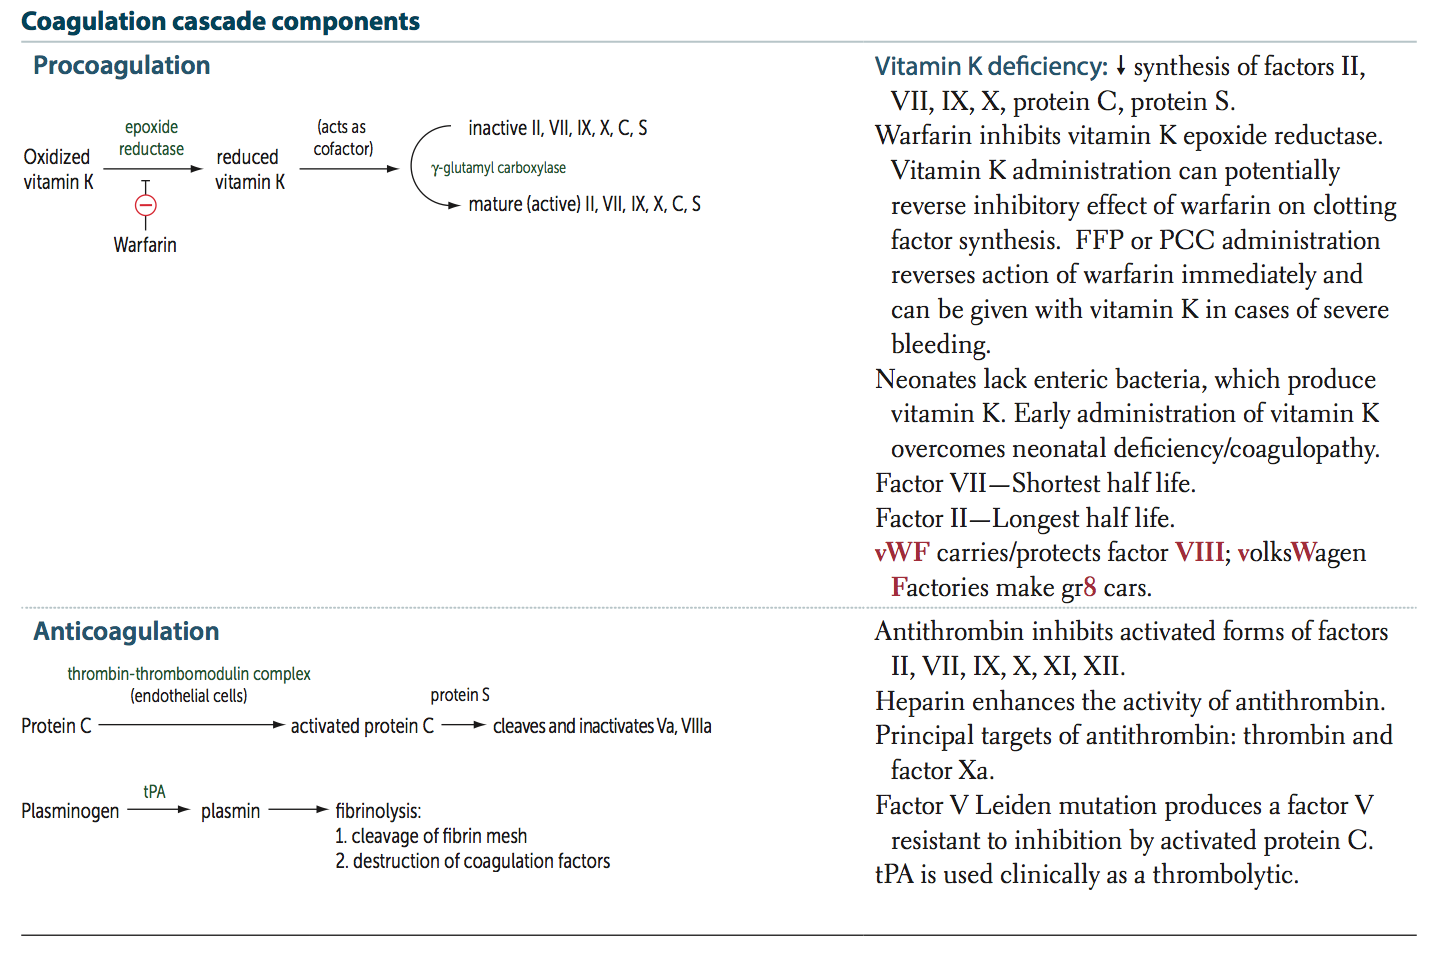 Coagulation cascade components
Procoagulation
epoxide
reductase
(acts as
cofactor)
Oxidized
vitamin K
reduced
vitamin K
inactive II, VII, IX, X, C, S
γ-glutamyl carboxylase
mature (active) II, VII, IX, X, C, S
Warfarin
Vitamin K deficiency: ↓ synthesis of factors II,
VII, IX, X, protein C, protein S.
Warfarin inhibits vitamin K epoxide reductase.
Vitamin K administration can potentially
reverse inhibitory effect of warfarin on clotting
factor synthesis. FFP or PCC administration
reverses action of warfarin immediately and
can be given with vitamin K in cases of severe
bleeding.
Neonates lack enteric bacteria, which produce
vitamin K. Early administration of vitamin K
overcomes neonatal deficiency/coagulopathy.
Factor VII—Shortest half life.
Factor II—Longest half life.
vWF carries/protects factor VIII; volksWagen
Factories make gr8 cars.
Anticoagulation
thrombin-thrombomodulin complex
(endothelial cells)
protein S
Protein C
activated protein C
cleaves and inactivates Va, VIIIa
tPA
Plasminogen
plasmin
fibrinolysis:
1. cleavage of fibrin mesh
2. destruction of coagulation factors
Antithrombin inhibits activated forms of factors
II, VII, IX, X, XI, XII.
Heparin enhances the activity of antithrombin.
Principal targets of antithrombin: thrombin and
factor Xa.
Factor V Leiden mutation produces a factor V
resistant to inhibition by activated protein C.
tPA is used clinically as a thrombolytic.